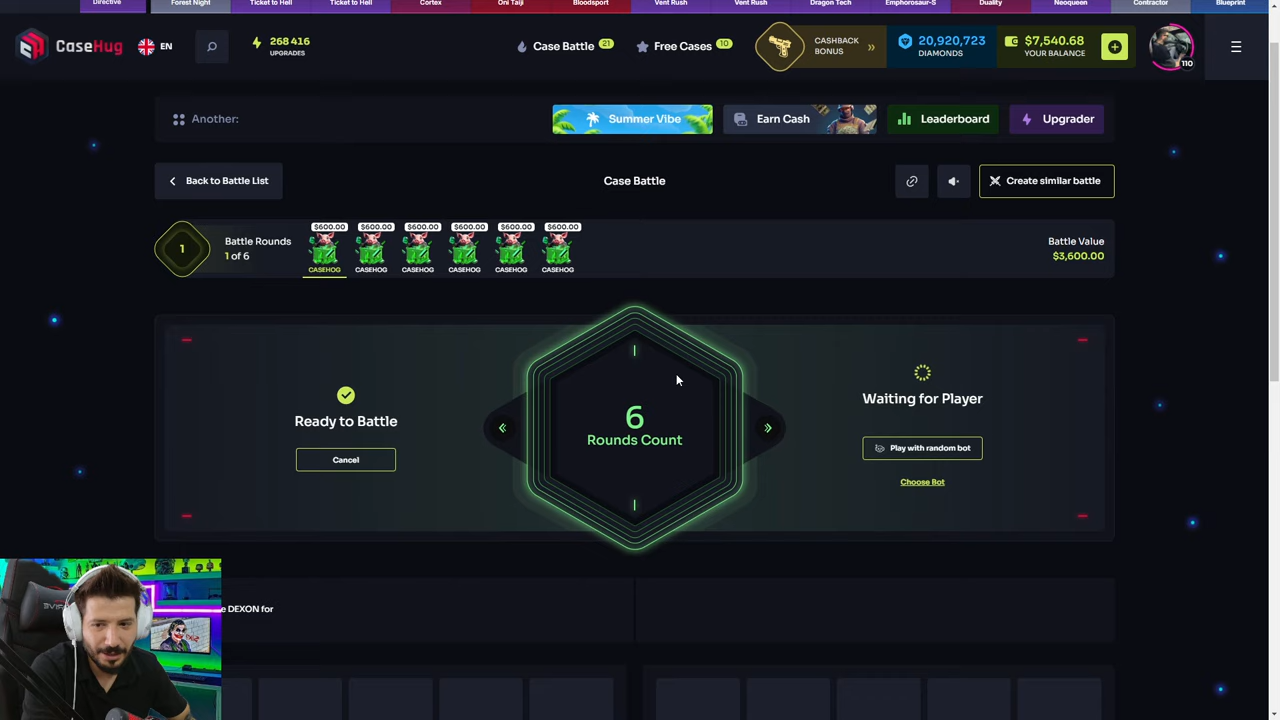 Directive
Forest Night
Ticket to Hell
Ticket to Hell
Cortex
Oni Taiji
Bloodsport
Vent Rush
Vent Rush
Dragon Tech
Emphorosaur-S
Duality
Neoqueen
Contractor
Blueprint
CASEHUG
EN
268 416
UPGRADES
Case Battle 21
Free Cases 10
CASHBACK
BONUS
20,920,723
DIAMONDS
$7,540.68
YOUR BALANCE
110
Another:
Summer Vibe
Earn Cash
Leaderboard
Upgrader
Back to Battle List
Case Battle
Create similar battle
1
Battle Rounds
1 of 6
$600.00 $600.00 $600.00 $600.00 $600.00 $600.00
CASEHOG CASEHOG CASEHOG CASEHOG CASEHOG CASEHOG
Battle Value
$3,600.00
Ready to Battle
Cancel
6
Rounds Count
Waiting for Player
Play with random bot
Choose Bot
e DEXON for